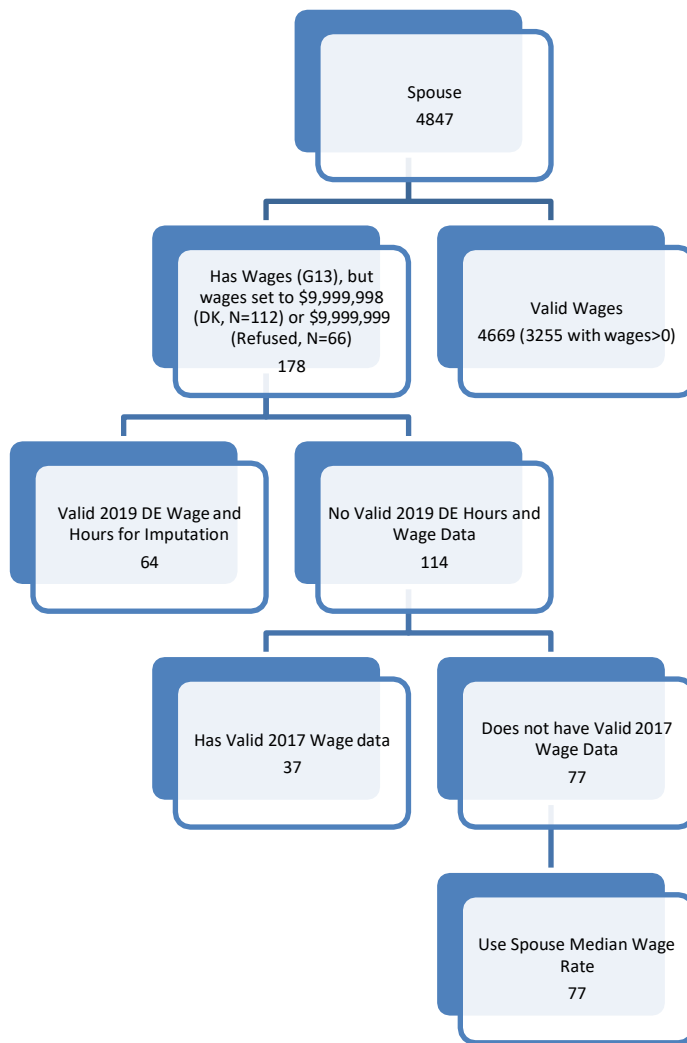 Spouse
4847
Has Wages (G13), but
wages set to $9,999,998
(DK, N=112) or $9,999,999
(Refused, N=66)
178
Valid Wages
4669 (3255 with wages>0)
Valid 2019 DE Wage and
Hours for Imputation
64
No Valid 2019 DE Hours and
Wage Data
114
Has Valid 2017 Wage data
37
Does not have Valid 2017
Wage Data
77
Use Spouse Median Wage
Rate
77